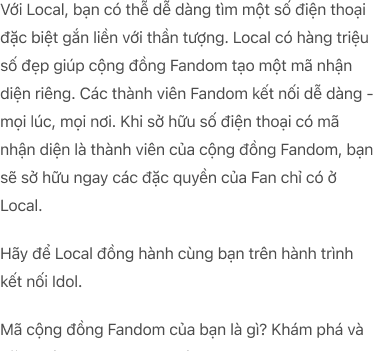 Với Local, bạn có thể dễ dàng tìm một số điện thoại
đặc biệt gắn liền với thần tượng. Local có hàng triệu
số đẹp giúp cộng đồng Fandom tạo một mã nhận
diện riêng. Các thành viên Fandom kết nối dễ dàng -
mọi lúc, mọi nơi. Khi sở hữu số điện thoại có mã
nhận diện là thành viên của cộng đồng Fandom, bạn
sẽ sở hữu ngay các đặc quyền của Fan chỉ có ở
Local.
Hãy để Local đồng hành cùng bạn trên hành trình
kết nối Idol.
Mã cộng đồng Fandom của bạn là gì? Khám phá và